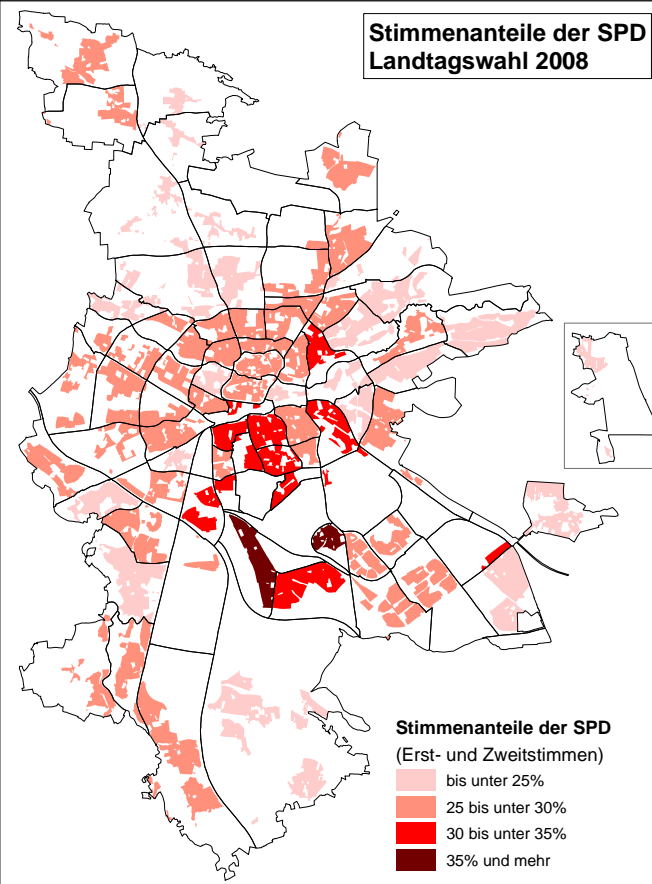 Stimmenanteile der SPD
Landtagswahl 2008
Stimmenanteile der SPD
(Erst- und Zweitstimmen)
bis unter 25%
25 bis unter 30%
30 bis unter 35%
35% und mehr